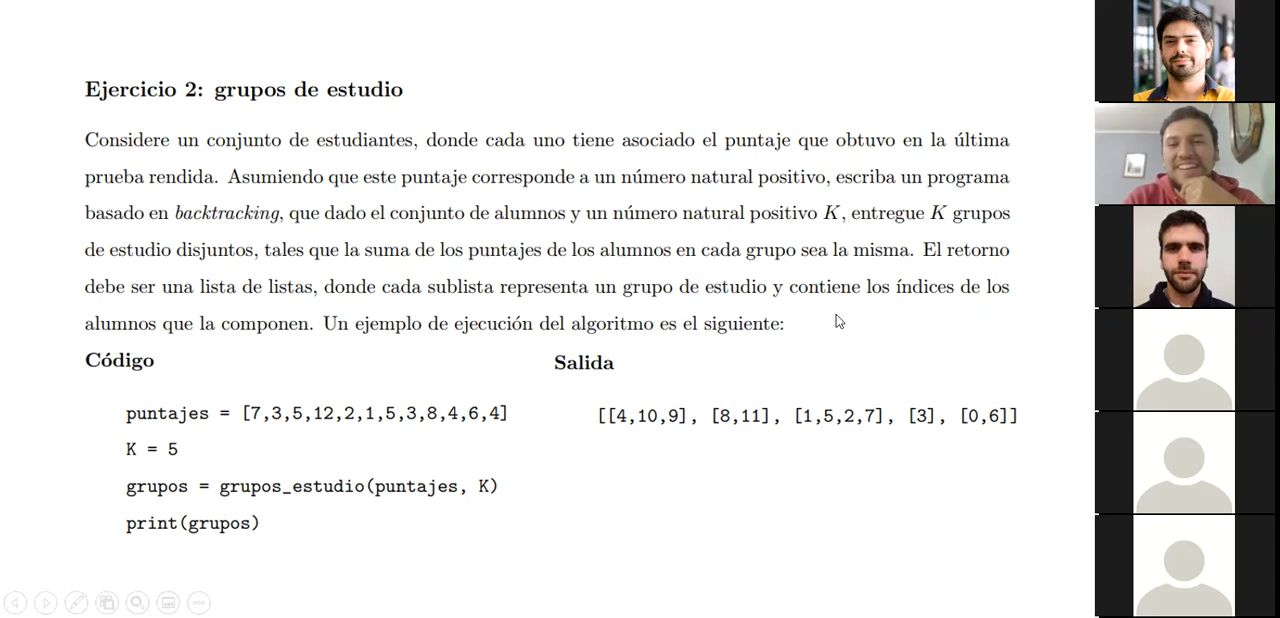 Ejercicio 2: grupos de estudio
Considere un conjunto de estudiantes, donde cada uno tiene asociado el puntaje que obtuvo en la última
prueba rendida. Asumiendo que este puntaje corresponde a un número natural positivo, escriba un programa
basado en backtracking, que dado el conjunto de alumnos y un número natural positivo K, entregue K grupos
de estudio disjuntos, tales que la suma de los puntajes de los alumnos en cada grupo sea la misma. El retorno
debe ser una lista de listas, donde cada sublista representa un grupo de estudio y contiene los índices de los
alumnos que la componen. Un ejemplo de ejecución del algoritmo es el siguiente:
Código
puntajes = [7,3,5,12,2,1,5,3,8,4,6,4]
K = 5
grupos = grupos_estudio(puntajes, K)
print(grupos)
Salida
[[4,10,9], [8,11], [1,5,2,7], [3], [0,6]]